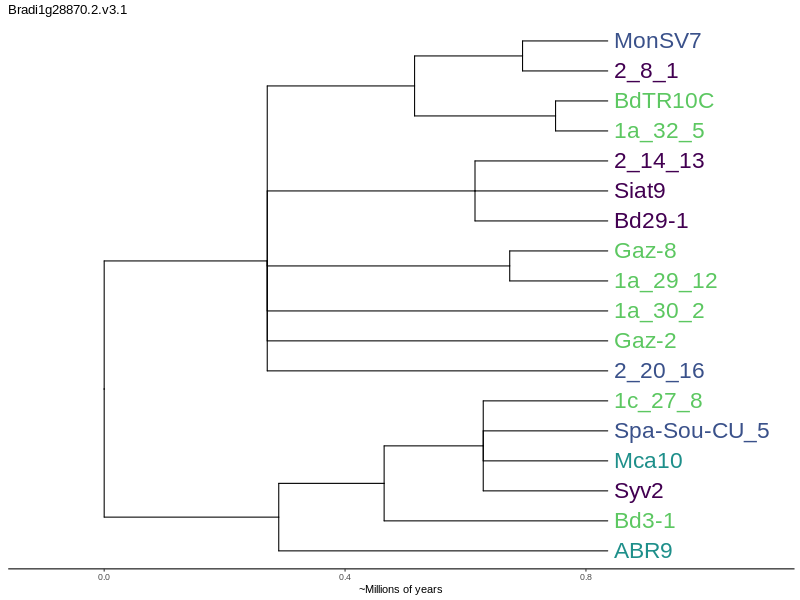 Bradi1g28870.2.v3.1
MonSV7
2_8_1
BdTR10C
1a_32_5
2_14_13
Siat9
Bd29-1
Gaz-8
1a_29_12
1a_30_2
Gaz-2
2_20_16
1c_27_8
Spa-Sou-CU_5
Mca10
Syv2
Bd3-1
ABR9
0.0 0.4 0.8
~Millions of years